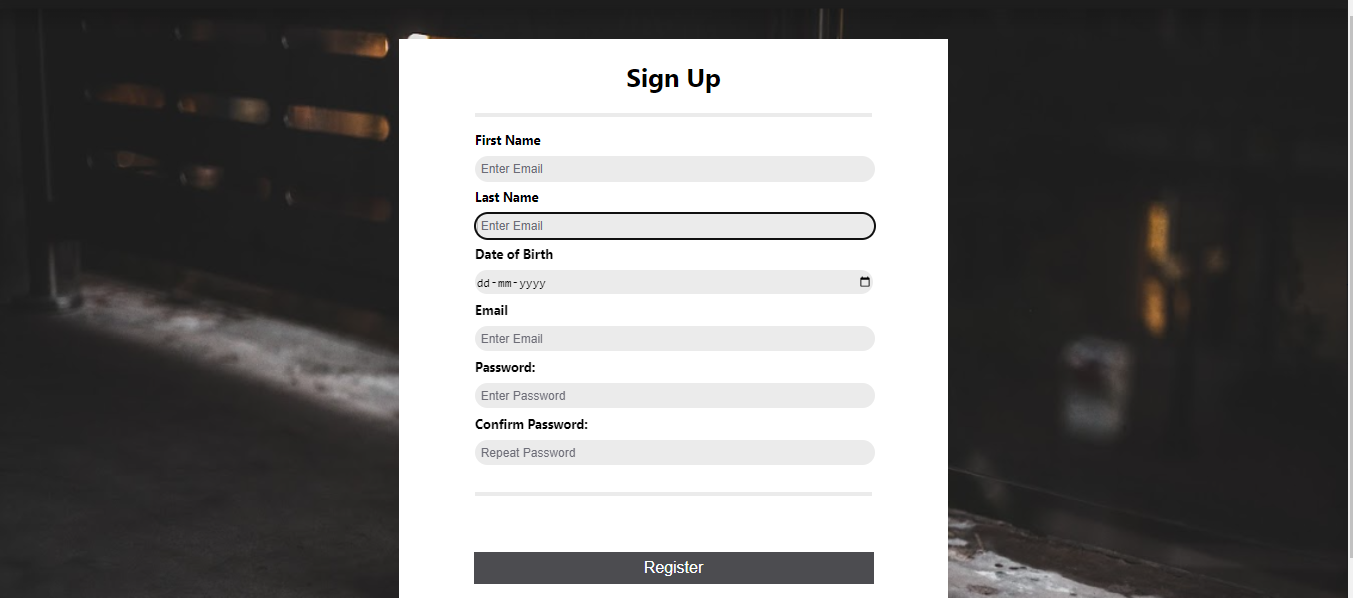 Sign Up
First Name
Enter Email
Last Name
Enter Email
Date of Birth
dd-mm-yyyy
Email
Enter Email
Password:
Enter Password
Confirm Password:
Repeat Password
Register